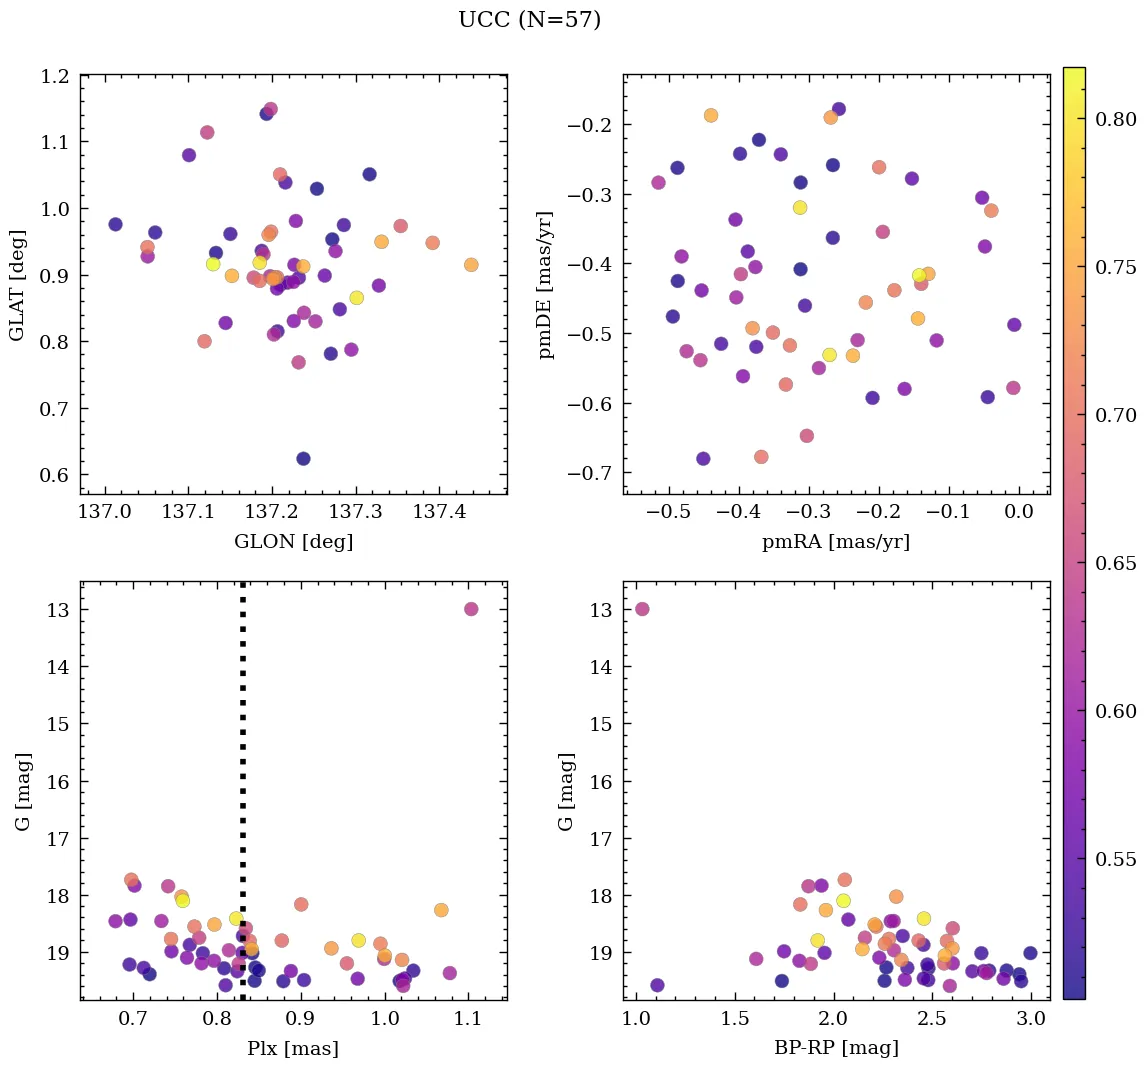 UCC (N=57)
1.2
1.1
1.0
0.9
0.8
0.7
0.6
GLAT [deg]
137.0 137.1 137.2 137.3 137.4
GLON [deg]
−0.2
−0.3
−0.4
−0.5
−0.6
−0.7
pmDE [mas/yr]
−0.5 −0.4 −0.3 −0.2 −0.1 0.0
pmRA [mas/yr]
0.80
0.75
0.70
0.65
0.60
0.55
13
14
15
16
17
18
19
G [mag]
0.7 0.8 0.9 1.0 1.1
Plx [mas]
13
14
15
16
17
18
19
G [mag]
1.0 1.5 2.0 2.5 3.0
BP-RP [mag]